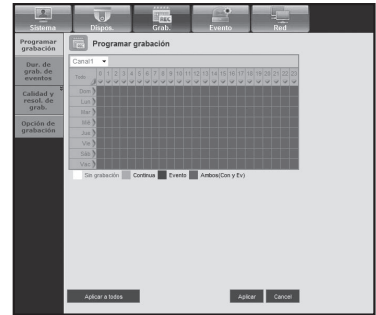 Sistema Dispos. Grab. Evento Red
REC
Programar grabación
Dur. de grab. de eventos
Calidad y resol. de grab.
Opción de grabación
Programar grabación
Canal1
Todo 0 1 2 3 4 5 6 7 8 9 10 11 12 13 14 15 16 17 18 19 20 21 22 23
Dom
Lun
Mar
Mié
Jue
Vie
Sáb
Vac
Sin grabación Continua Evento Ambos(Con y Ev)
Aplicar a todos Aplicar Cancel